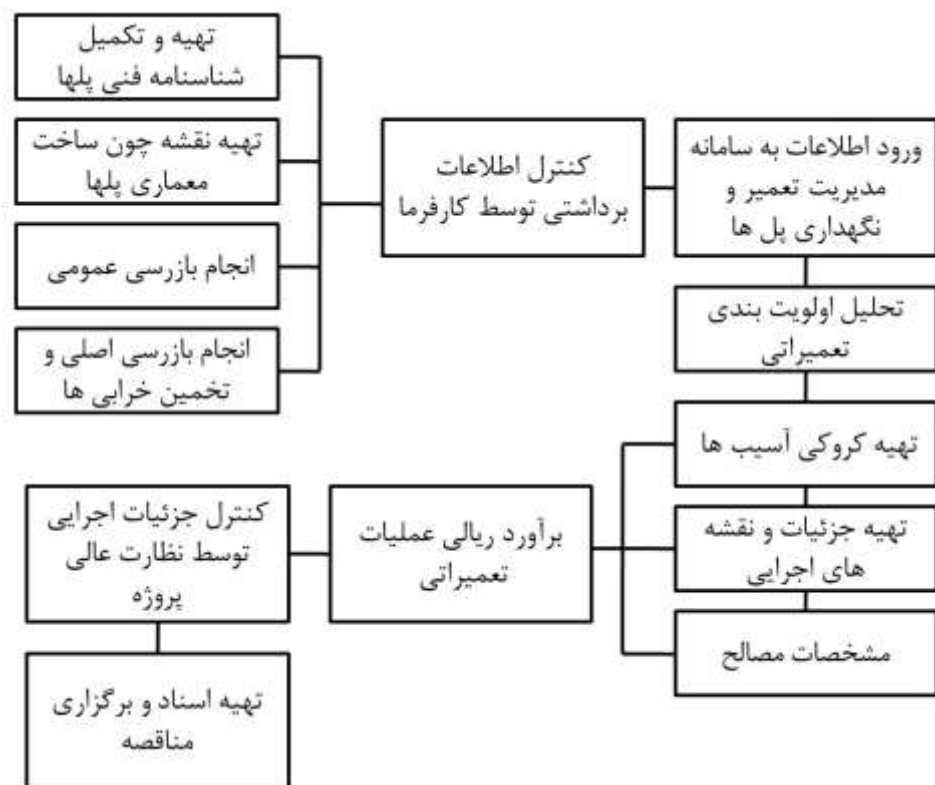 تهیه و تکمیل
شناسنامه فنی پلها
تهیه نقشه چون ساخت
معماری پلها
انجام بازرسی عمومی
انجام بازرسی اصلی و
تخمین خرابی ها
کنترل اطلاعات
برداشتی توسط کارفرما
ورود اطلاعات به سامانه
مدیریت تعمیر و
نگهداری پل ها
تحلیل اولویت بندی
تعمیراتی
تهیه کروکی آسیب ها
تهیه جزئیات و نقشه
های اجرایی
مشخصات مصالح
برآورد ریالی عملیات
تعمیراتی
کنترل جزئیات اجرایی
توسط نظارت عالی
پروژه
تهیه اسناد و برگزاری
مناقصه